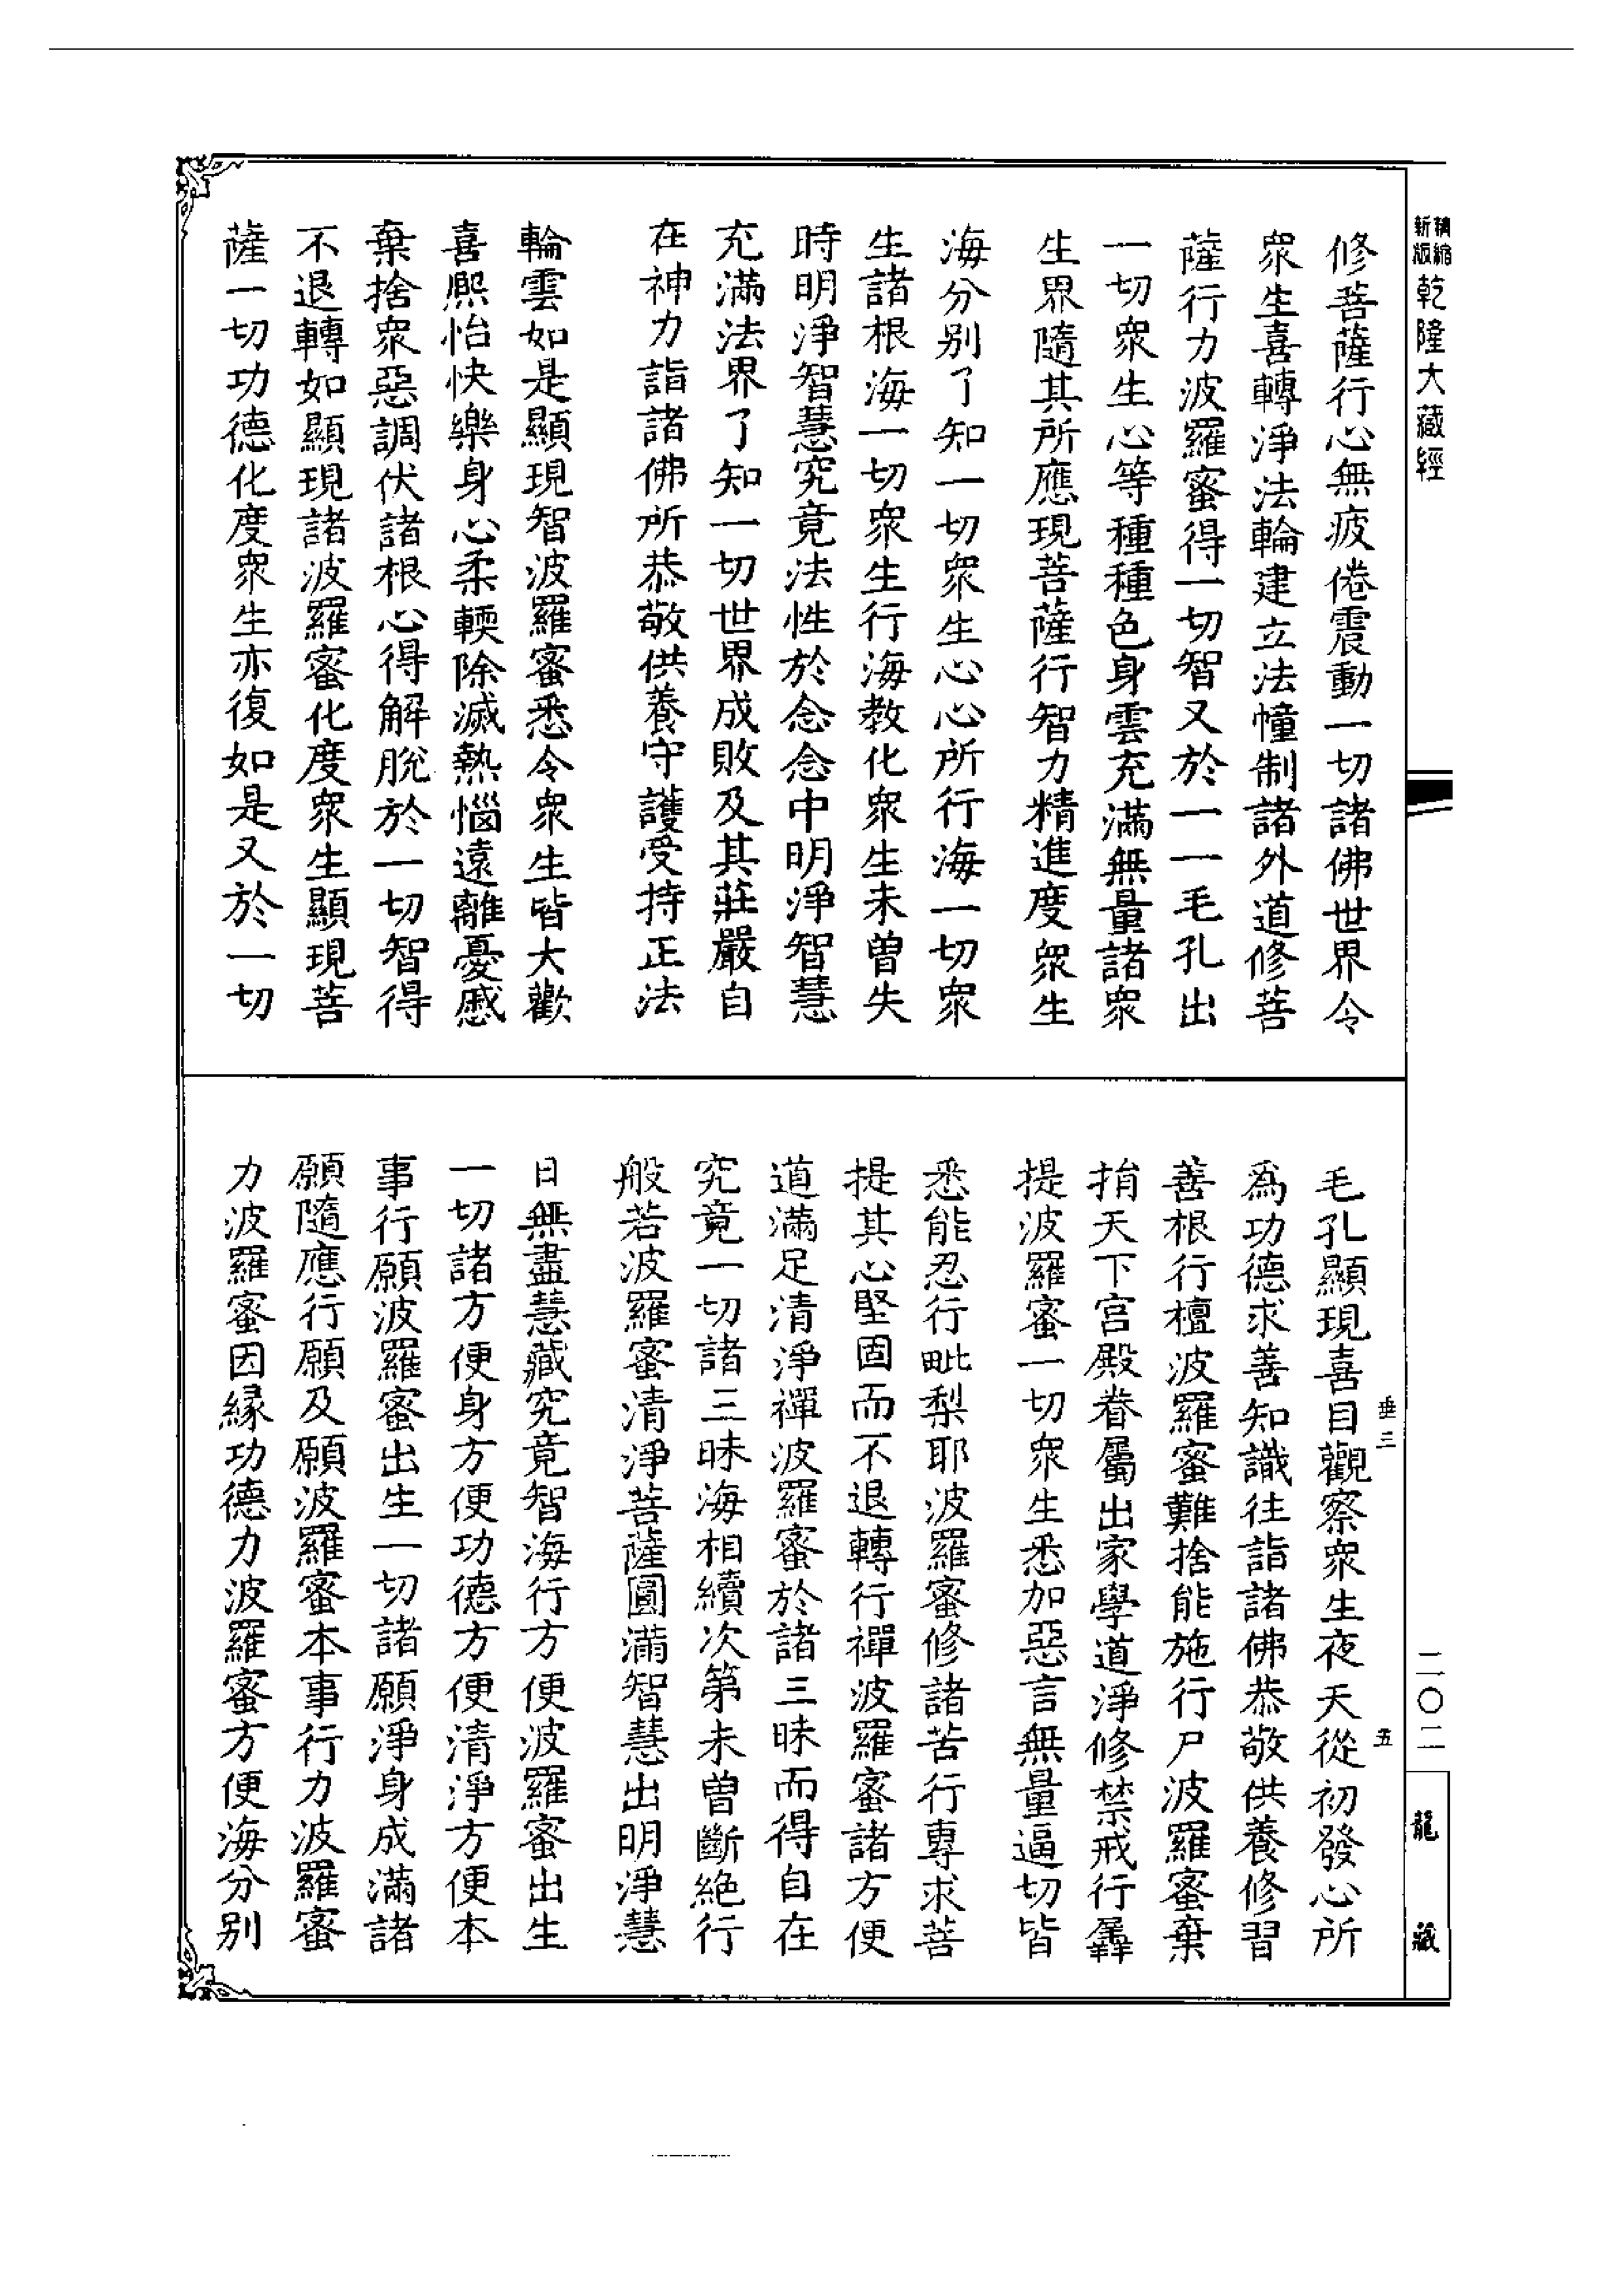 精縮
新版
乾隆大藏經
修菩薩行心無疲倦震動一切諸佛世界令
眾生喜轉淨法輪建立法幢制諸外道修菩
薩行力波羅蜜得一切智又於一一毛孔出
一切眾生心等種種色身雲充滿無量諸眾
生界隨其所應現菩薩行智力精進度眾生
海分別了知一切眾生心心所行海一切眾
生諸根海一切眾生行海教化眾生未曾失
時明淨智慧究竟法性於念念中明淨智慧
充滿法界了知一切世界成敗及其莊嚴自
在神力詣諸佛所恭敬供養守護受持正法
輪雲如是顯現智波羅蜜悉令眾生皆大歡
喜熈怡快樂身心柔輭除滅熱惱遠離憂慼
棄捨眾惡調伏諸根心得解脫於一切智得
不退轉如顯現諸波羅蜜化度眾生顯現菩
薩一切功德化度眾生亦復如是又於一切
毛孔顯現喜目觀察眾生夜天從初發心所
為功德求善知識往詣諸佛恭敬供養修習
善根行檀波羅蜜難捨能施行尸波羅蜜棄
捐天下宮殿眷屬出家學道淨修禁戒行羼
提波羅蜜一切眾生悉加惡言無量逼切皆
悉能忍行毗梨耶波羅蜜修諸苦行專求菩
提其心堅固而不退轉行禪波羅蜜諸方便
道滿足清淨禪波羅蜜於諸三昧而得自在
究竟一切諸三昧海相續次第未曾斷絕行
般若波羅蜜清淨菩薩圓滿智慧出明淨慧
日無盡慧藏究竟智海行方便波羅蜜出生
一切諸方便身方便功德方便清淨方便本
事行願波羅蜜出生一切諸願淨身成滿諸
願隨應行願及願波羅蜜本事行力波羅蜜
力波羅蜜因緣功德力波羅蜜方便海分別
垂三
五
二〇二
龍藏